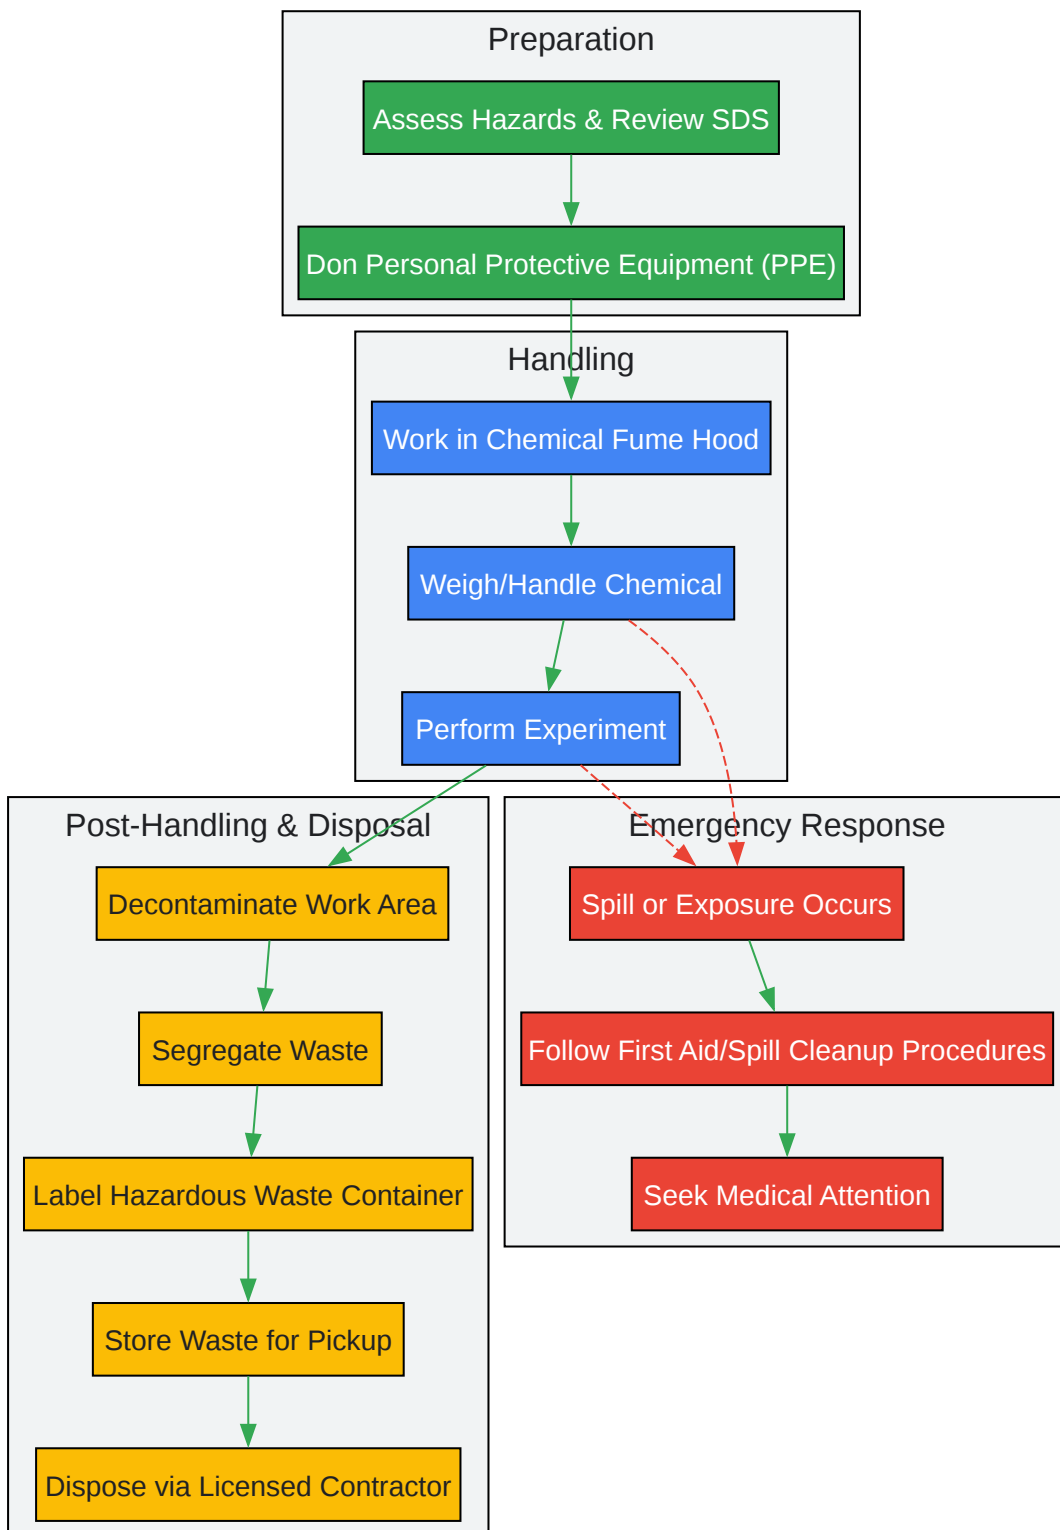 Preparation
Assess Hazards & Review SDS
Don Personal Protective Equipment (PPE)
Handling
Work in Chemical Fume Hood
Weigh/Handle Chemical
Perform Experiment
Post-Handling & Disposal
Decontaminate Work Area
Segregate Waste
Label Hazardous Waste Container
Store Waste for Pickup
Dispose via Licensed Contractor
Emergency Response
Spill or Exposure Occurs
Follow First Aid/Spill Cleanup Procedures
Seek Medical Attention